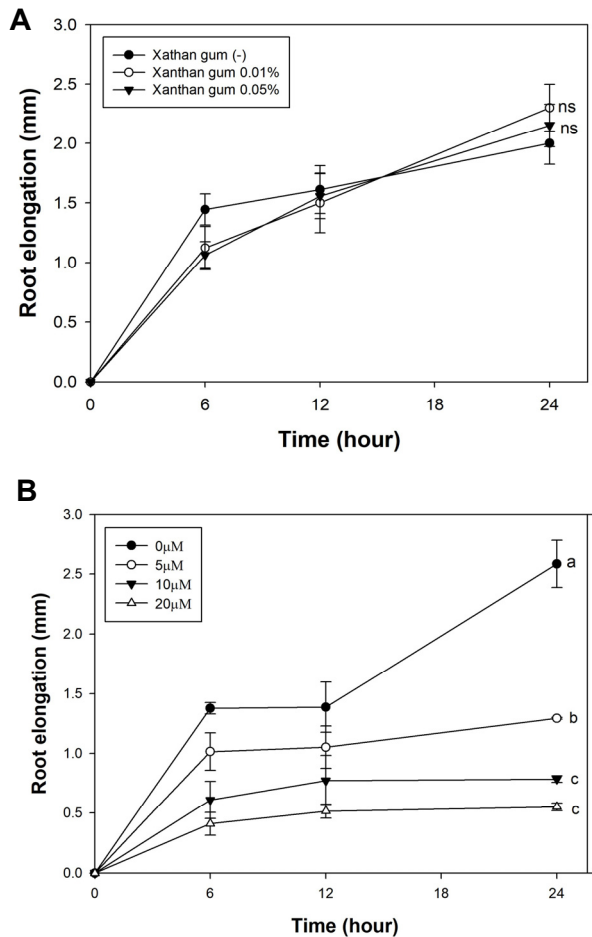 A
Xathan gum (-)
Xanthan gum 0.01%
Xanthan gum 0.05%
Root elongation (mm)
3.0
2.5
2.0
1.5
1.0
0.5
0.0
ns
ns
0
6
12
18
24
Time (hour)
B
0μM
5μM
10μM
20μM
Root elongation (mm)
3.0
2.5
2.0
1.5
1.0
0.5
0.0
a
b
c
c
0
6
12
18
24
Time (hour)